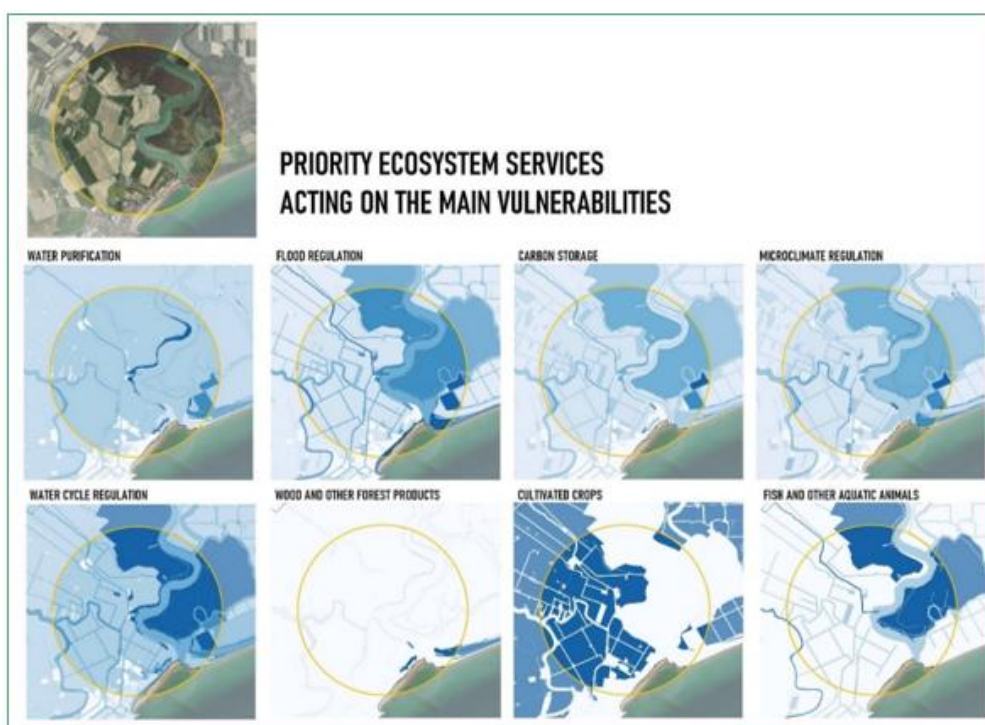 PRIORITY ECOSYSTEM SERVICES
ACTING ON THE MAIN VULNERABILITIES
WATER PURIFICATION
FLOOD REGULATION
CARBON STORAGE
MICROCLIMATE REGULATION
WATER CYCLE REGULATION
WOOD AND OTHER FOREST PRODUCTS
CULTIVATED CROPS
FISH AND OTHER AQUATIC ANIMALS